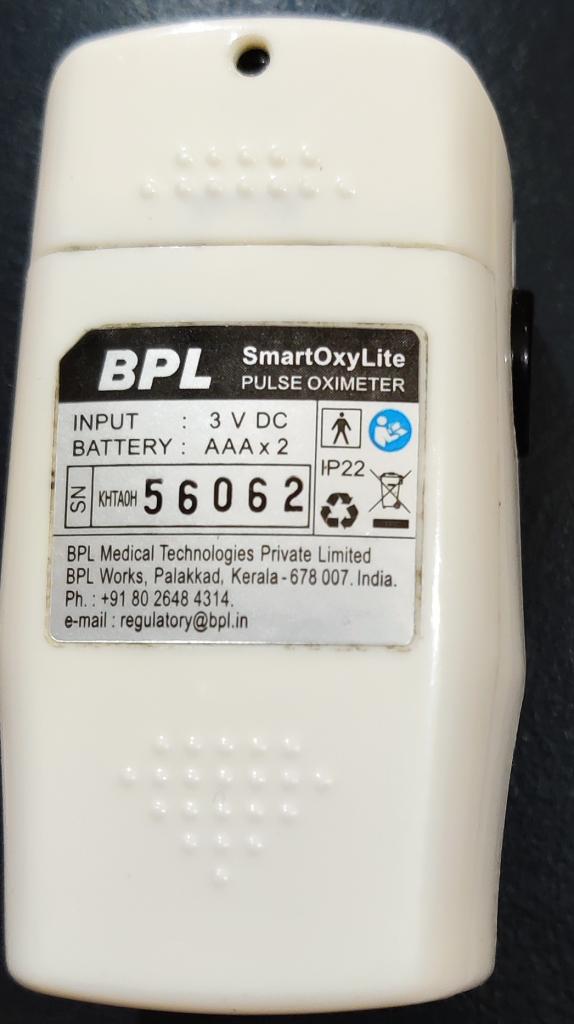 BPL SmartOxyLite
PULSE OXIMETER
INPUT : 3 V DC
BATTERY : AAA x 2
IP22
SN KHTA0H 56062
BPL Medical Technologies Private Limited
BPL Works, Palakkad, Kerala - 678 007. India.
Ph. : +91 80 2648 4314.
e-mail : regulatory@bpl.in